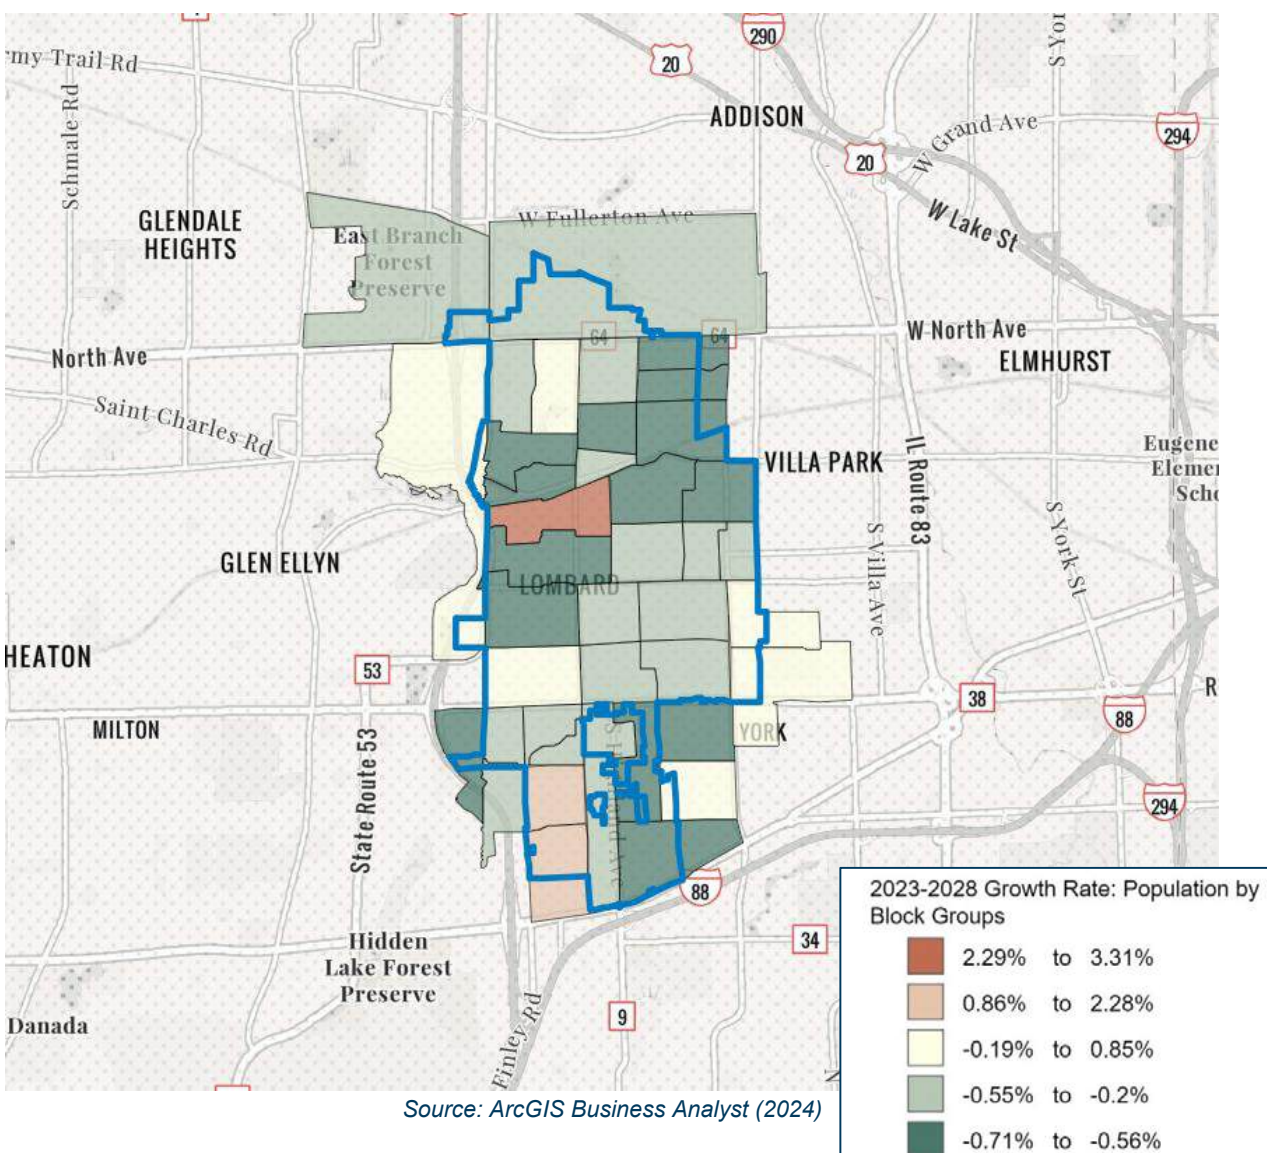 290
S Yor
rmy Trail Rd
20
Schmale Rd
ADDISON
W Grand Ave
294
20
GLENDALE
HEIGHTS
W Fullerton Ave
W Lake St
East Branch
Forest
Preserve
64
64
W North Ave
North Ave
ELMHURST
Saint Charles Rd
VILLA PARK
IL Route 83
Eugene
Elemen
Scho
S York St
S Villa Ave
GLEN ELLYN
LOMBARD
HEATON
53
38
R
88
MILTON
YORK
State Route 53
294
88
34
Hidden
Lake Forest
Preserve
9
Danada
Finley Rd
N
2023-2028 Growth Rate: Population by
Block Groups
2.29% to 3.31%
0.86% to 2.28%
-0.19% to 0.85%
-0.55% to -0.2%
-0.71% to -0.56%
Source: ArcGIS Business Analyst (2024)